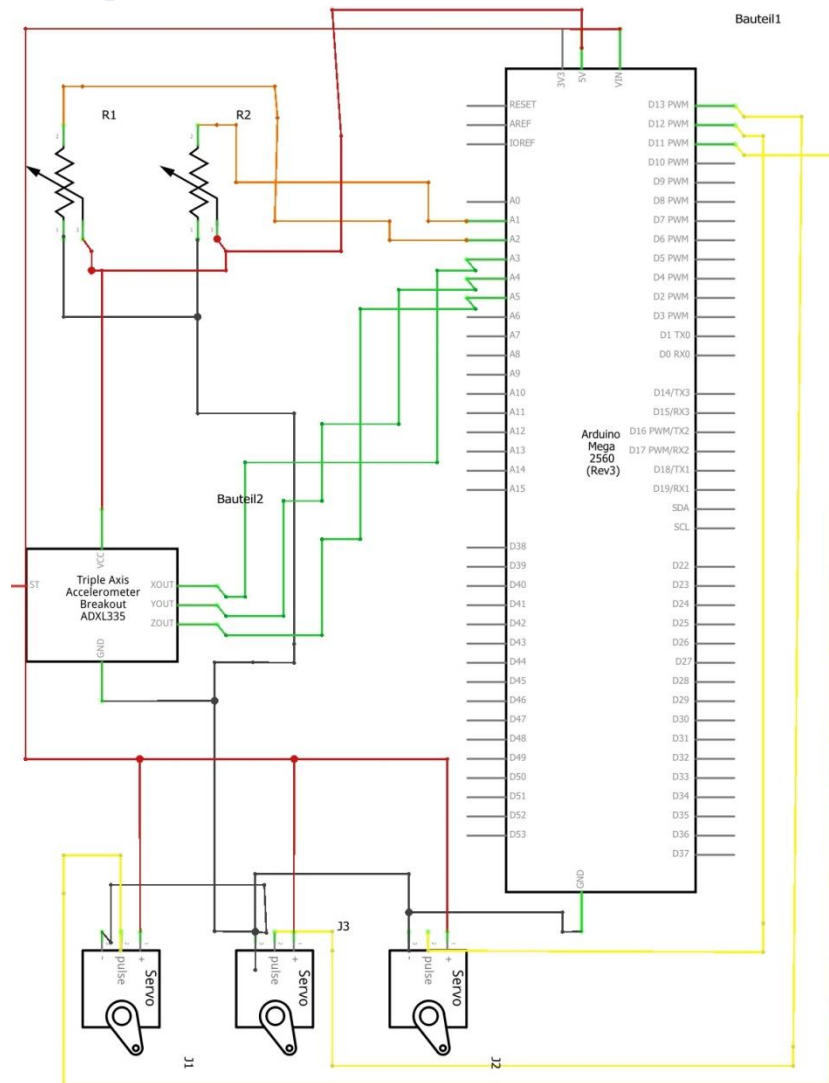 Bauteil1
3V3
5V
VIN
R1
R2
RESET
AREF
IOREF
A0
A1
A2
A3
A4
A5
A6
A7
A8
A9
A10
A11
A12
A13
A14
A15
D38
D39
D40
D41
D42
D43
D44
D45
D46
D47
D48
D49
D50
D51
D52
D53
Arduino
Mega
2560
(Rev3)
D13 PWM
D12 PWM
D11 PWM
D10 PWM
D9 PWM
D8 PWM
D7 PWM
D6 PWM
D5 PWM
D4 PWM
D2 PWM
D3 PWM
D1 TX0
D0 RX0
D14/TX3
D15/RX3
D16 PWM/TX2
D17 PWM/RX2
D18/TX1
D19/RX1
SDA
SCL
D22
D23
D24
D25
D26
D27
D28
D29
D30
D31
D32
D33
D34
D35
D36
D37
GND
Bauteil2
VCC
ST
Triple Axis
Accelerometer
Breakout
ADXL335
XOUT
YOUT
ZOUT
GND
J3
- pulse +
Servo
J1
- pulse +
Servo
- pulse +
Servo
J2